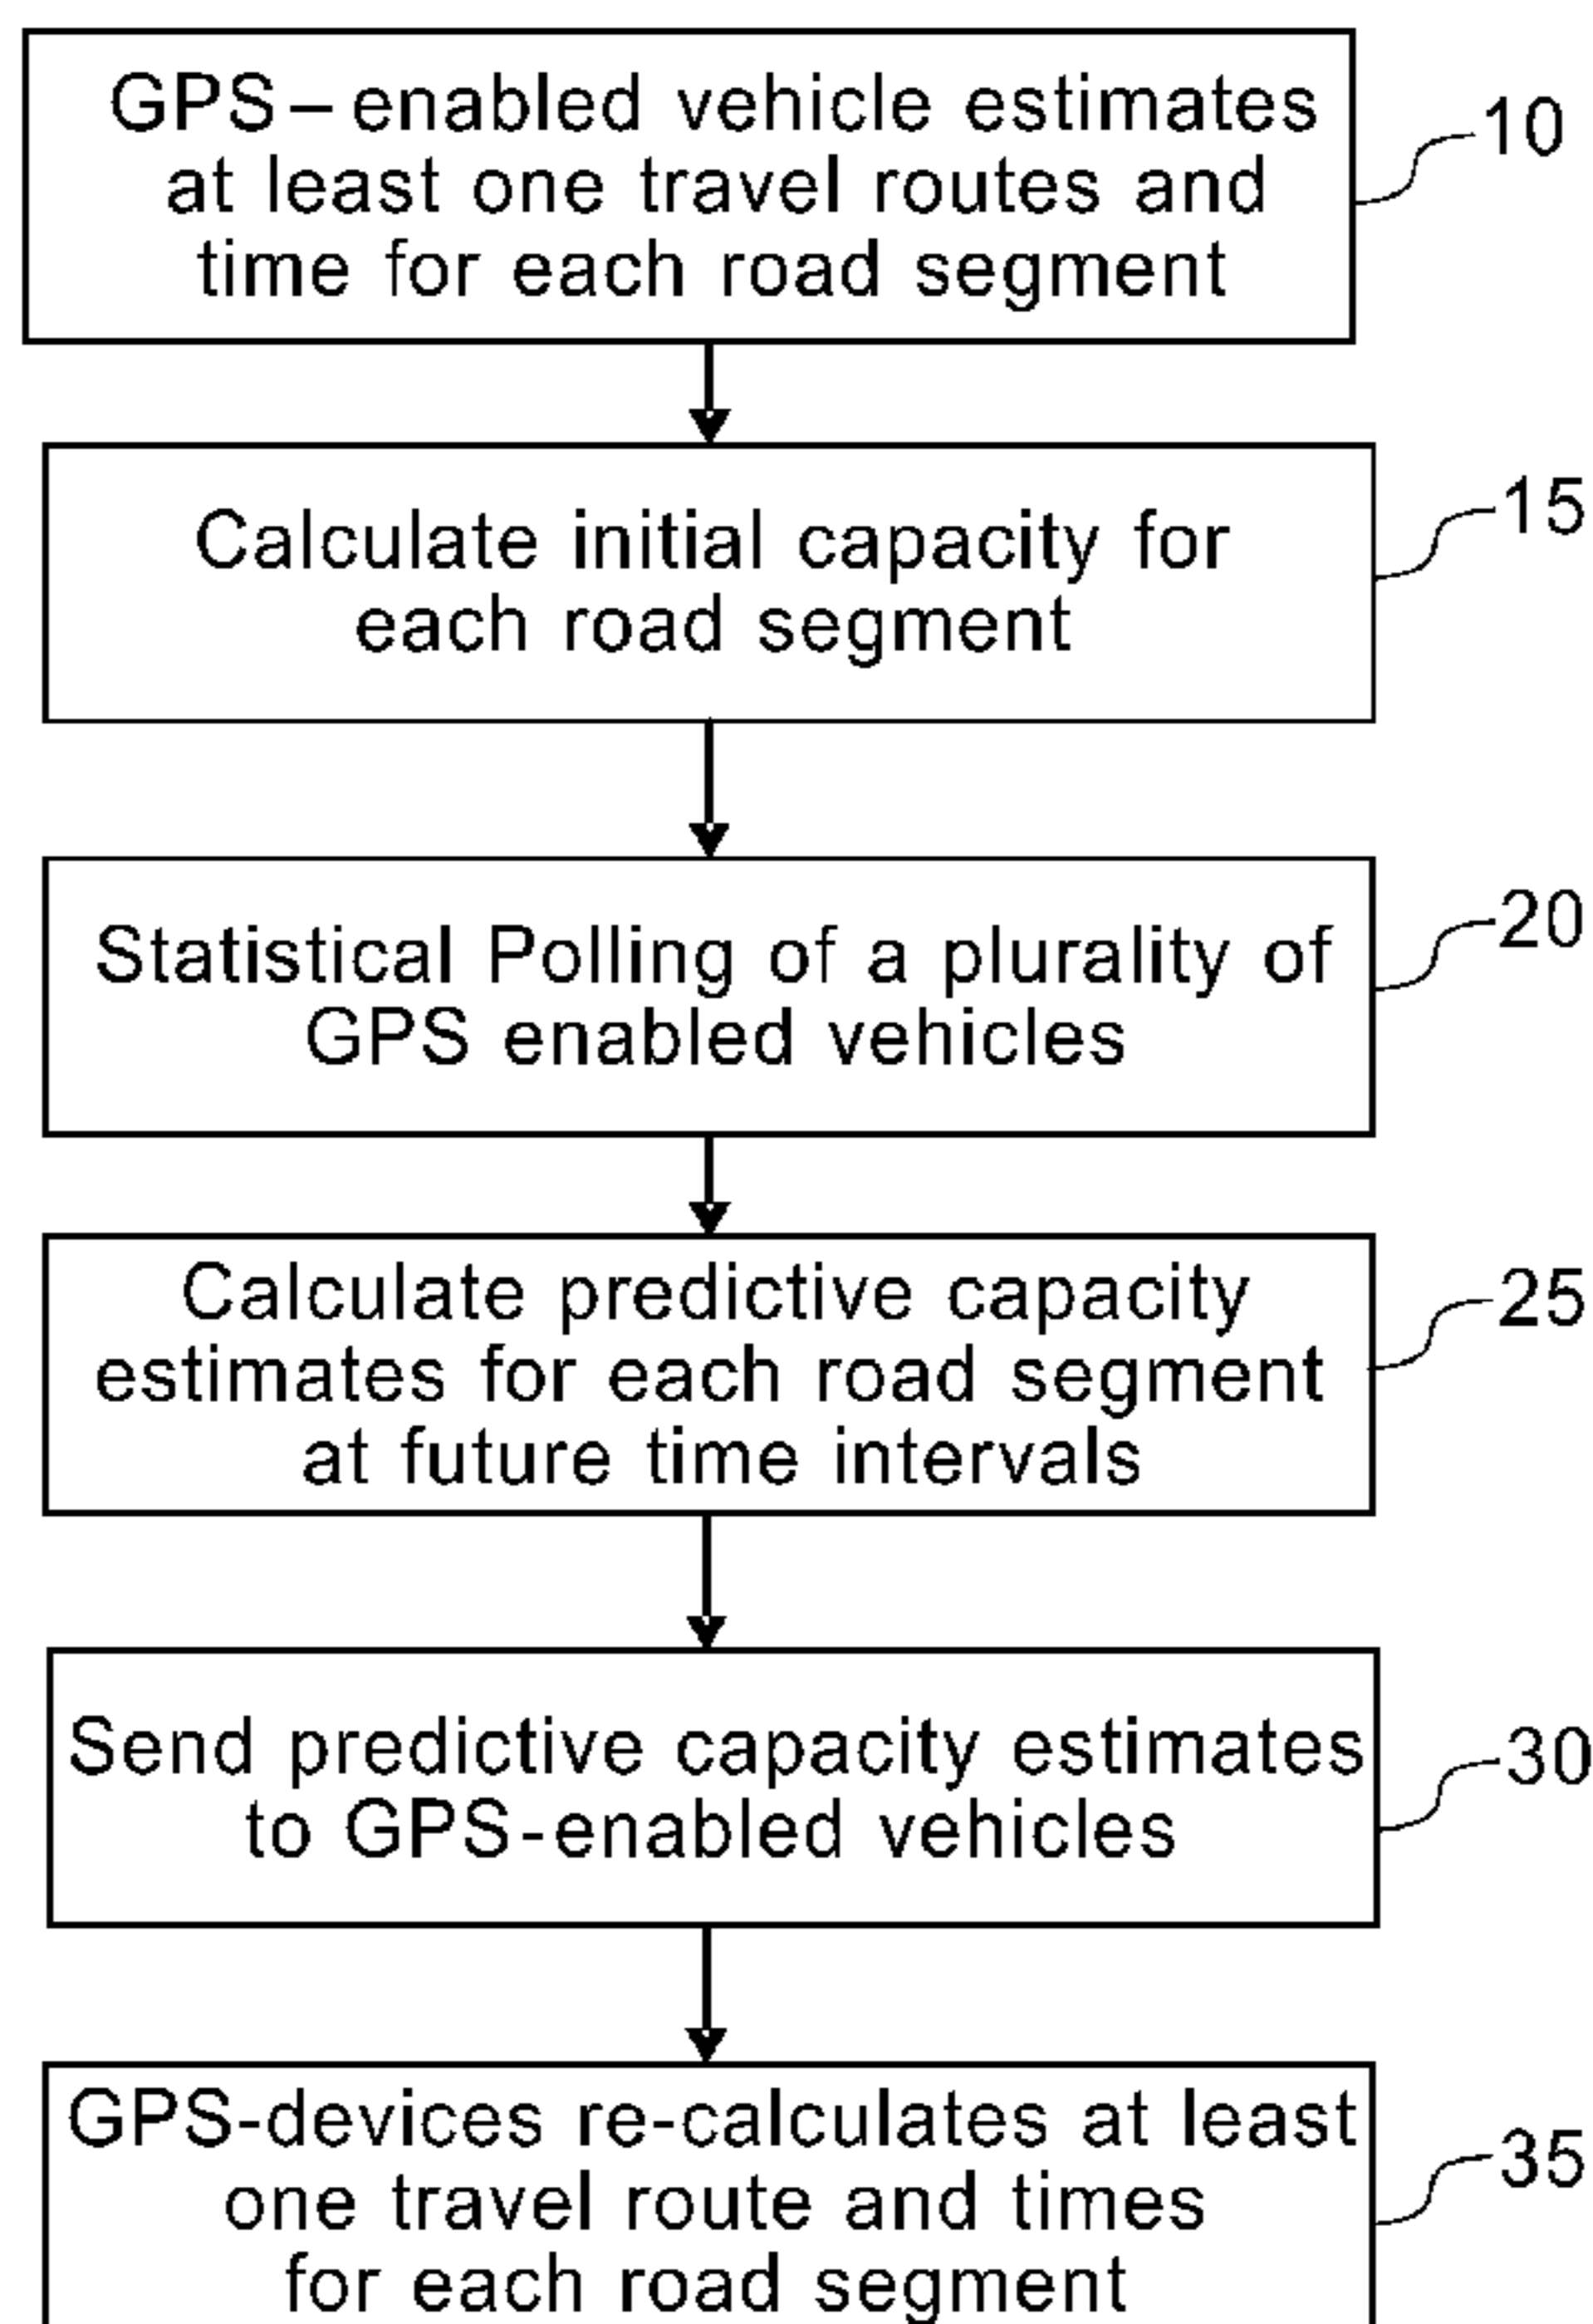 GPS– enabled vehicle estimates
at least one travel routes and
time for each road segment
10
Calculate initial capacity for
each road segment
15
Statistical Polling of a plurality of
GPS enabled vehicles
20
Calculate predictive capacity
estimates for each road segment
at future time intervals
25
Send predictive capacity estimates
to GPS-enabled vehicles
30
GPS-devices re-calculates at least
one travel route and times
for each road segment
35